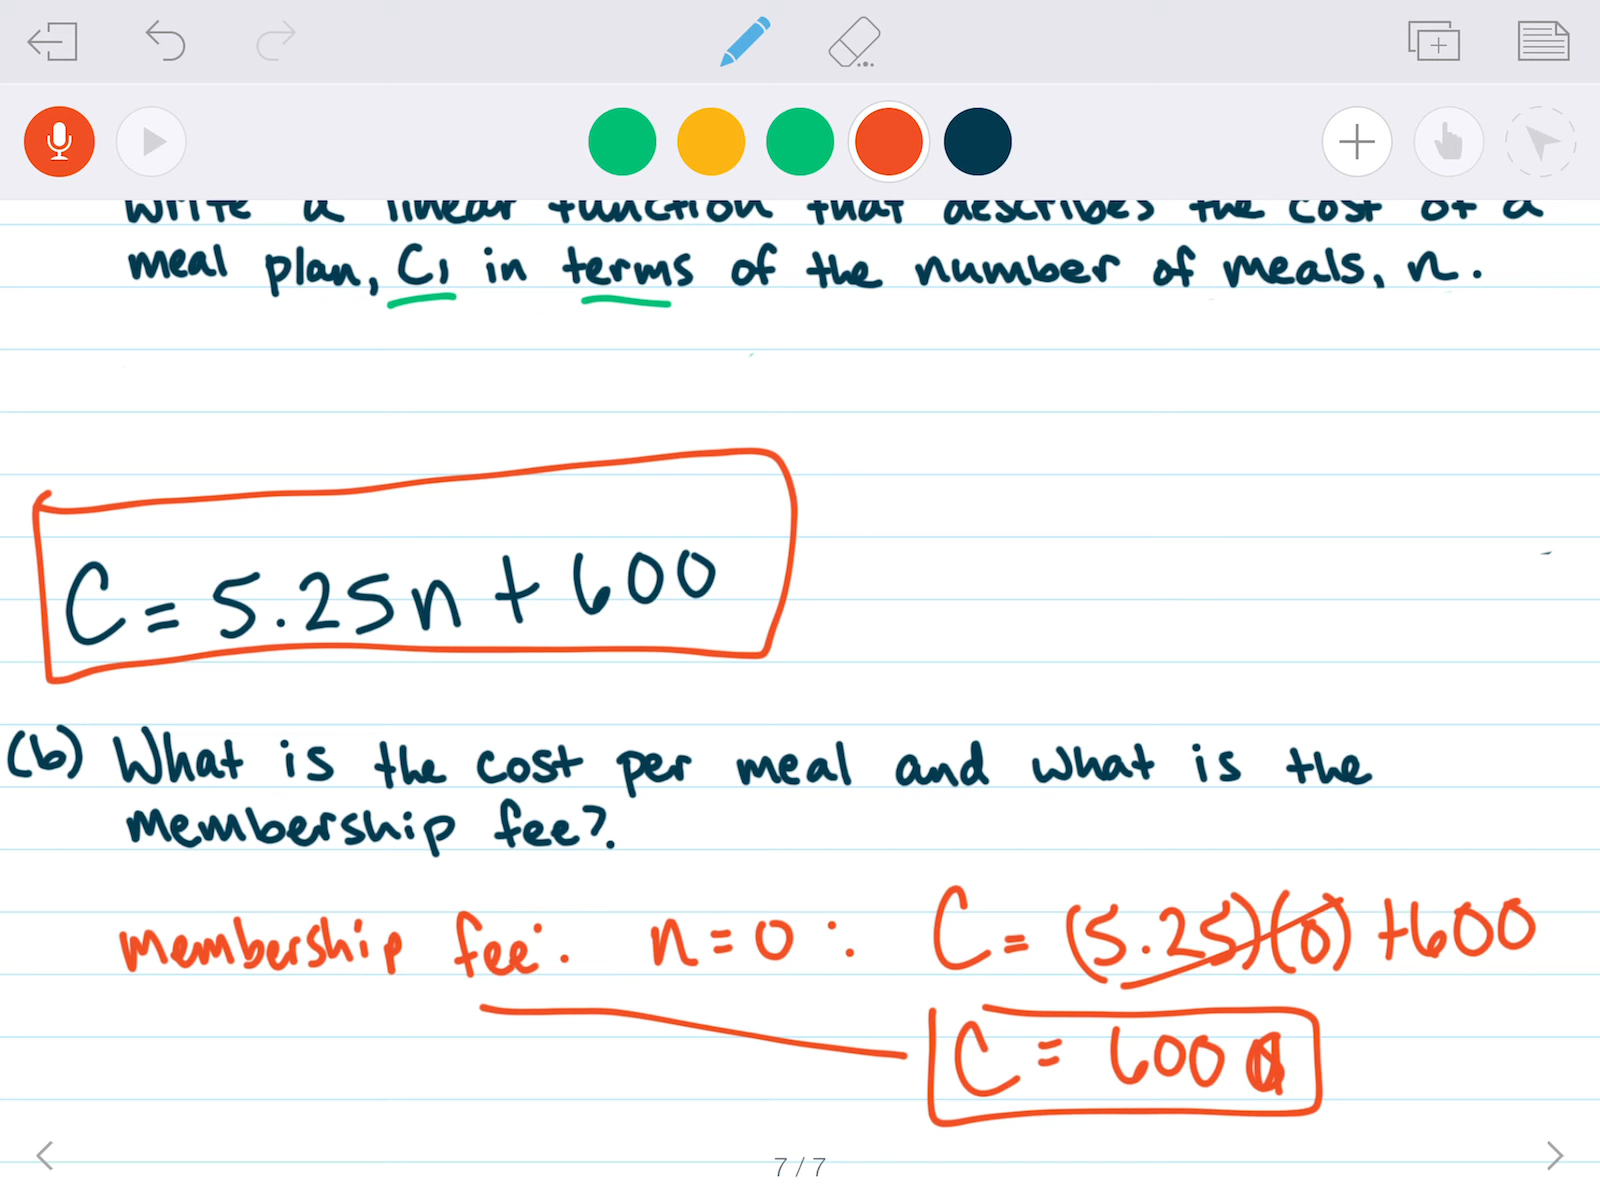 write a linear function that describes the cost of a
meal plan, C, in terms of the number of meals, n.
C = 5.25n + 600
(b) What is the cost per meal and what is the
membership fee?
membership fee: n = 0 : C = (5.25)(0) + 600
C = 600
7 / 7